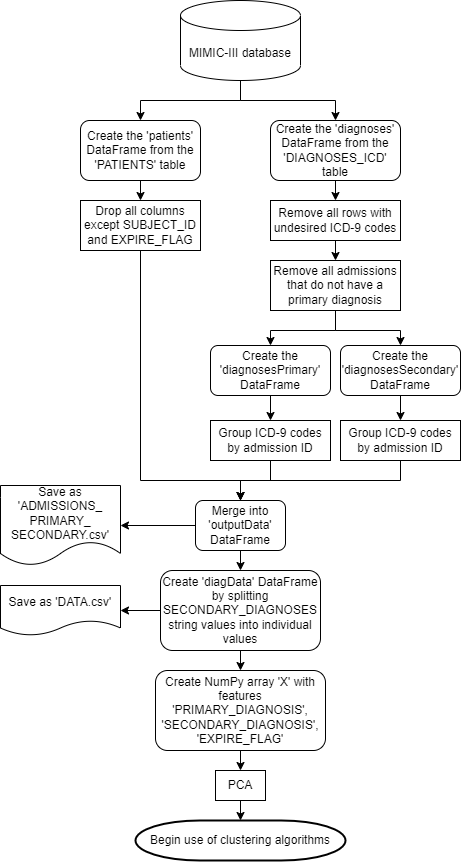 MIMIC-III database
Create the 'patients'
DataFrame from the
'PATIENTS' table
Create the 'diagnoses'
DataFrame from the
'DIAGNOSES_ICD'
table
Drop all columns
except SUBJECT_ID
and EXPIRE_FLAG
Remove all rows with
undesired ICD-9 codes
Remove all admissions
that do not have a
primary diagnosis
Create the
'diagnosesPrimary'
DataFrame
Create the
'diagnosesSecondary'
DataFrame
Group ICD-9 codes
by admission ID
Group ICD-9 codes
by admission ID
Save as
'ADMISSIONS_
PRIMARY_
SECONDARY.csv'
Merge into
'outputData'
DataFrame
Save as 'DATA.csv'
Create 'diagData' DataFrame
by splitting
SECONDARY_DIAGNOSES
string values into individual
values
Create NumPy array 'X' with
features
'PRIMARY_DIAGNOSIS',
'SECONDARY_DIAGNOSIS',
'EXPIRE_FLAG'
PCA
Begin use of clustering algorithms